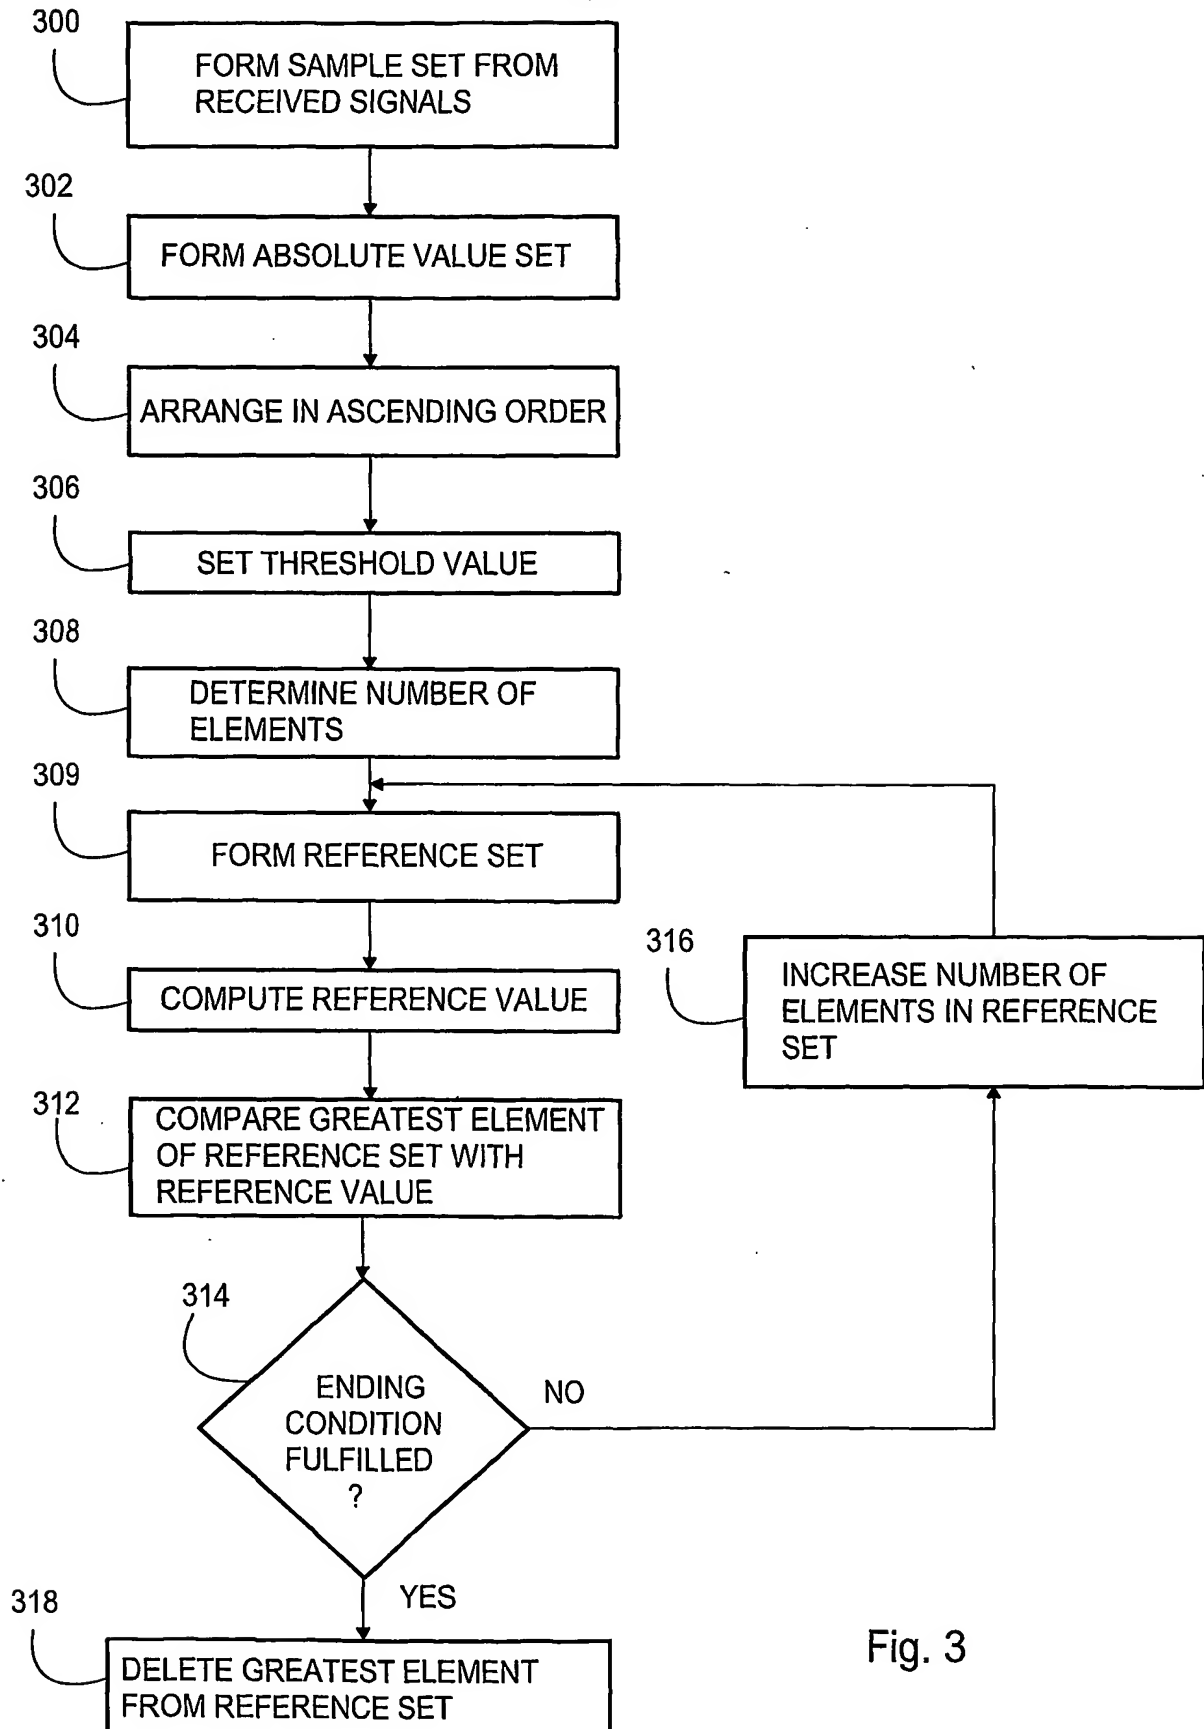 300
FORM SAMPLE SET FROM
RECEIVED SIGNALS
302
FORM ABSOLUTE VALUE SET
304
ARRANGE IN ASCENDING ORDER
306
SET THRESHOLD VALUE
308
DETERMINE NUMBER OF
ELEMENTS
309
FORM REFERENCE SET
310
COMPUTE REFERENCE VALUE
316
INCREASE NUMBER OF
ELEMENTS IN REFERENCE
SET
312
COMPARE GREATEST ELEMENT
OF REFERENCE SET WITH
REFERENCE VALUE
314
ENDING
CONDITION
FULFILLED
?
NO
YES
318
DELETE GREATEST ELEMENT
FROM REFERENCE SET
Fig. 3